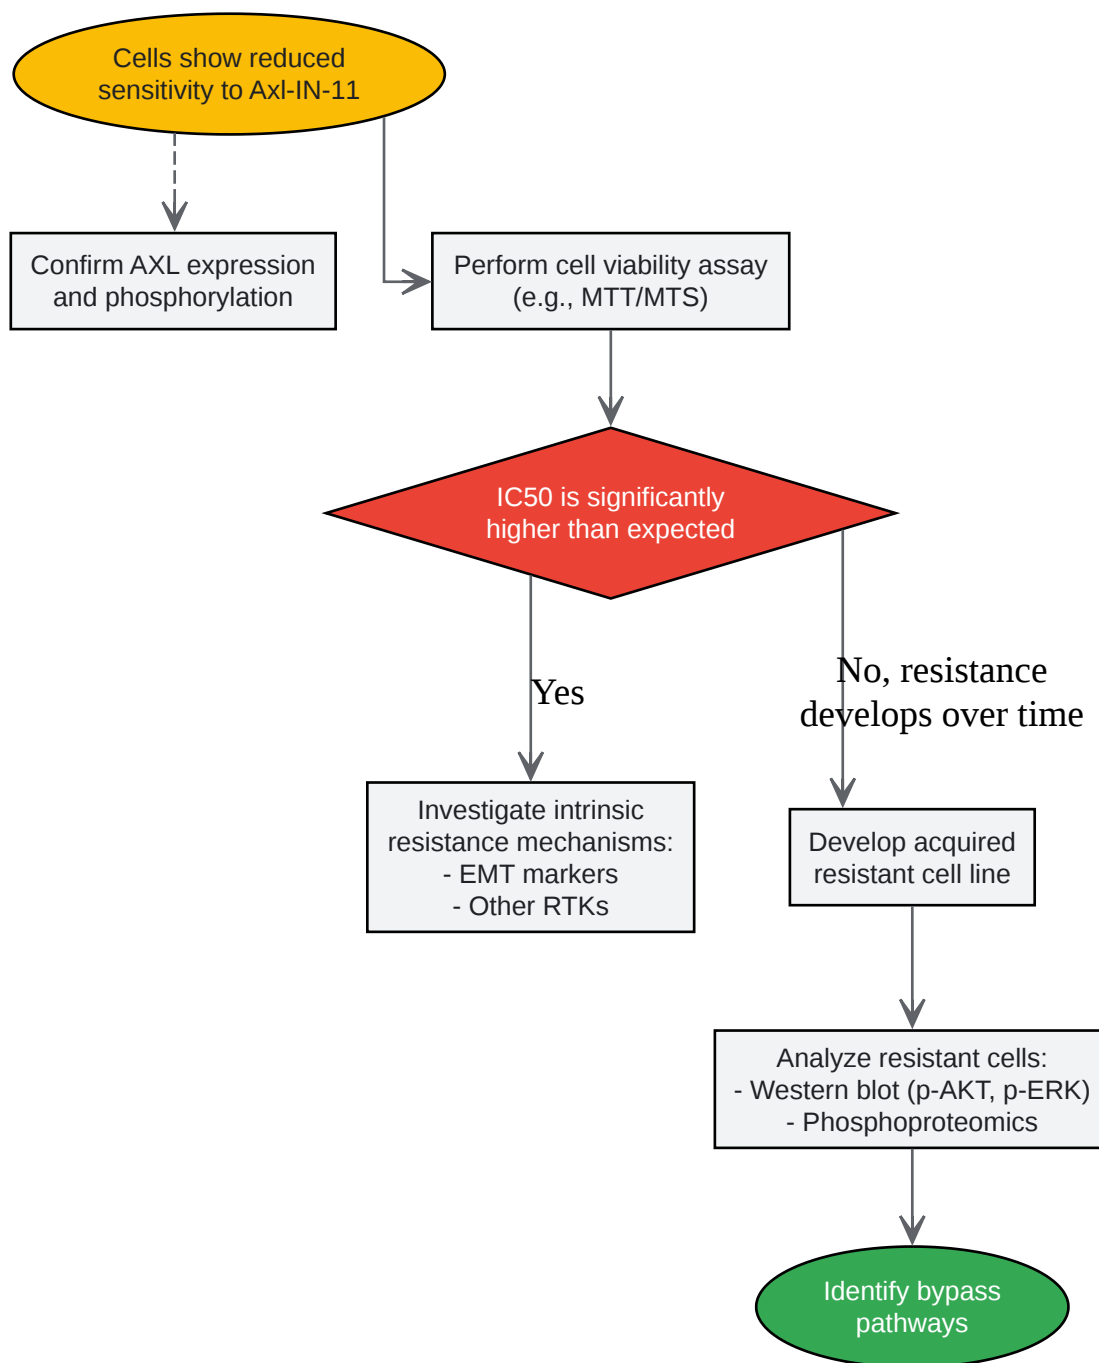 Cells show reduced
sensitivity to Axl-IN-11
Confirm AXL expression
and phosphorylation
Perform cell viability assay
(e.g., MTT/MTS)
IC50 is significantly
higher than expected
Yes
No, resistance
develops over time
Investigate intrinsic
resistance mechanisms:
- EMT markers
- Other RTKs
Develop acquired
resistant cell line
Analyze resistant cells:
- Western blot (p-AKT, p-ERK)
- Phosphoproteomics
Identify bypass
pathways